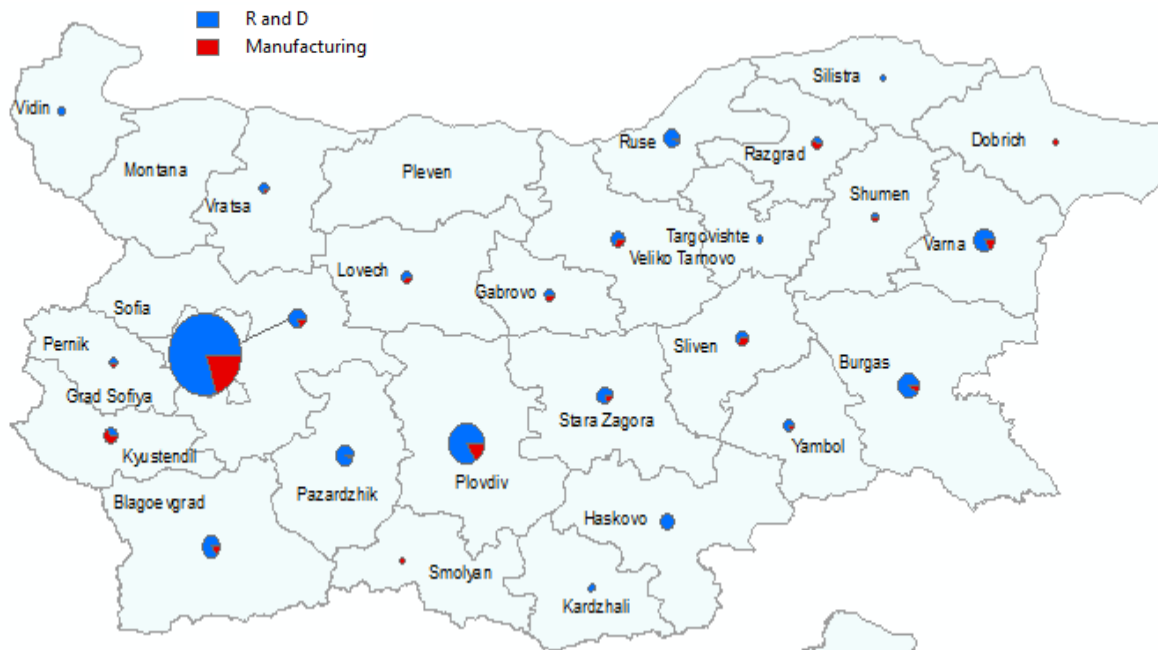 R and D
Manufacturing
Silistra
Vidin
Ruse
Dobrich
Razgrad
Montana
Pleven
Shumen
Vratsa
Targovishte
Varna
Veliko Tarnovo
Lovech
Gabrovo
Sofia
Pernik
Sliven
Burgas
Grad Sofiya
Stara Zagora
Yambol
Kyustendil
Plovdiv
Pazardzhik
Blagoevgrad
Haskovo
Smolyan
Kardzhali